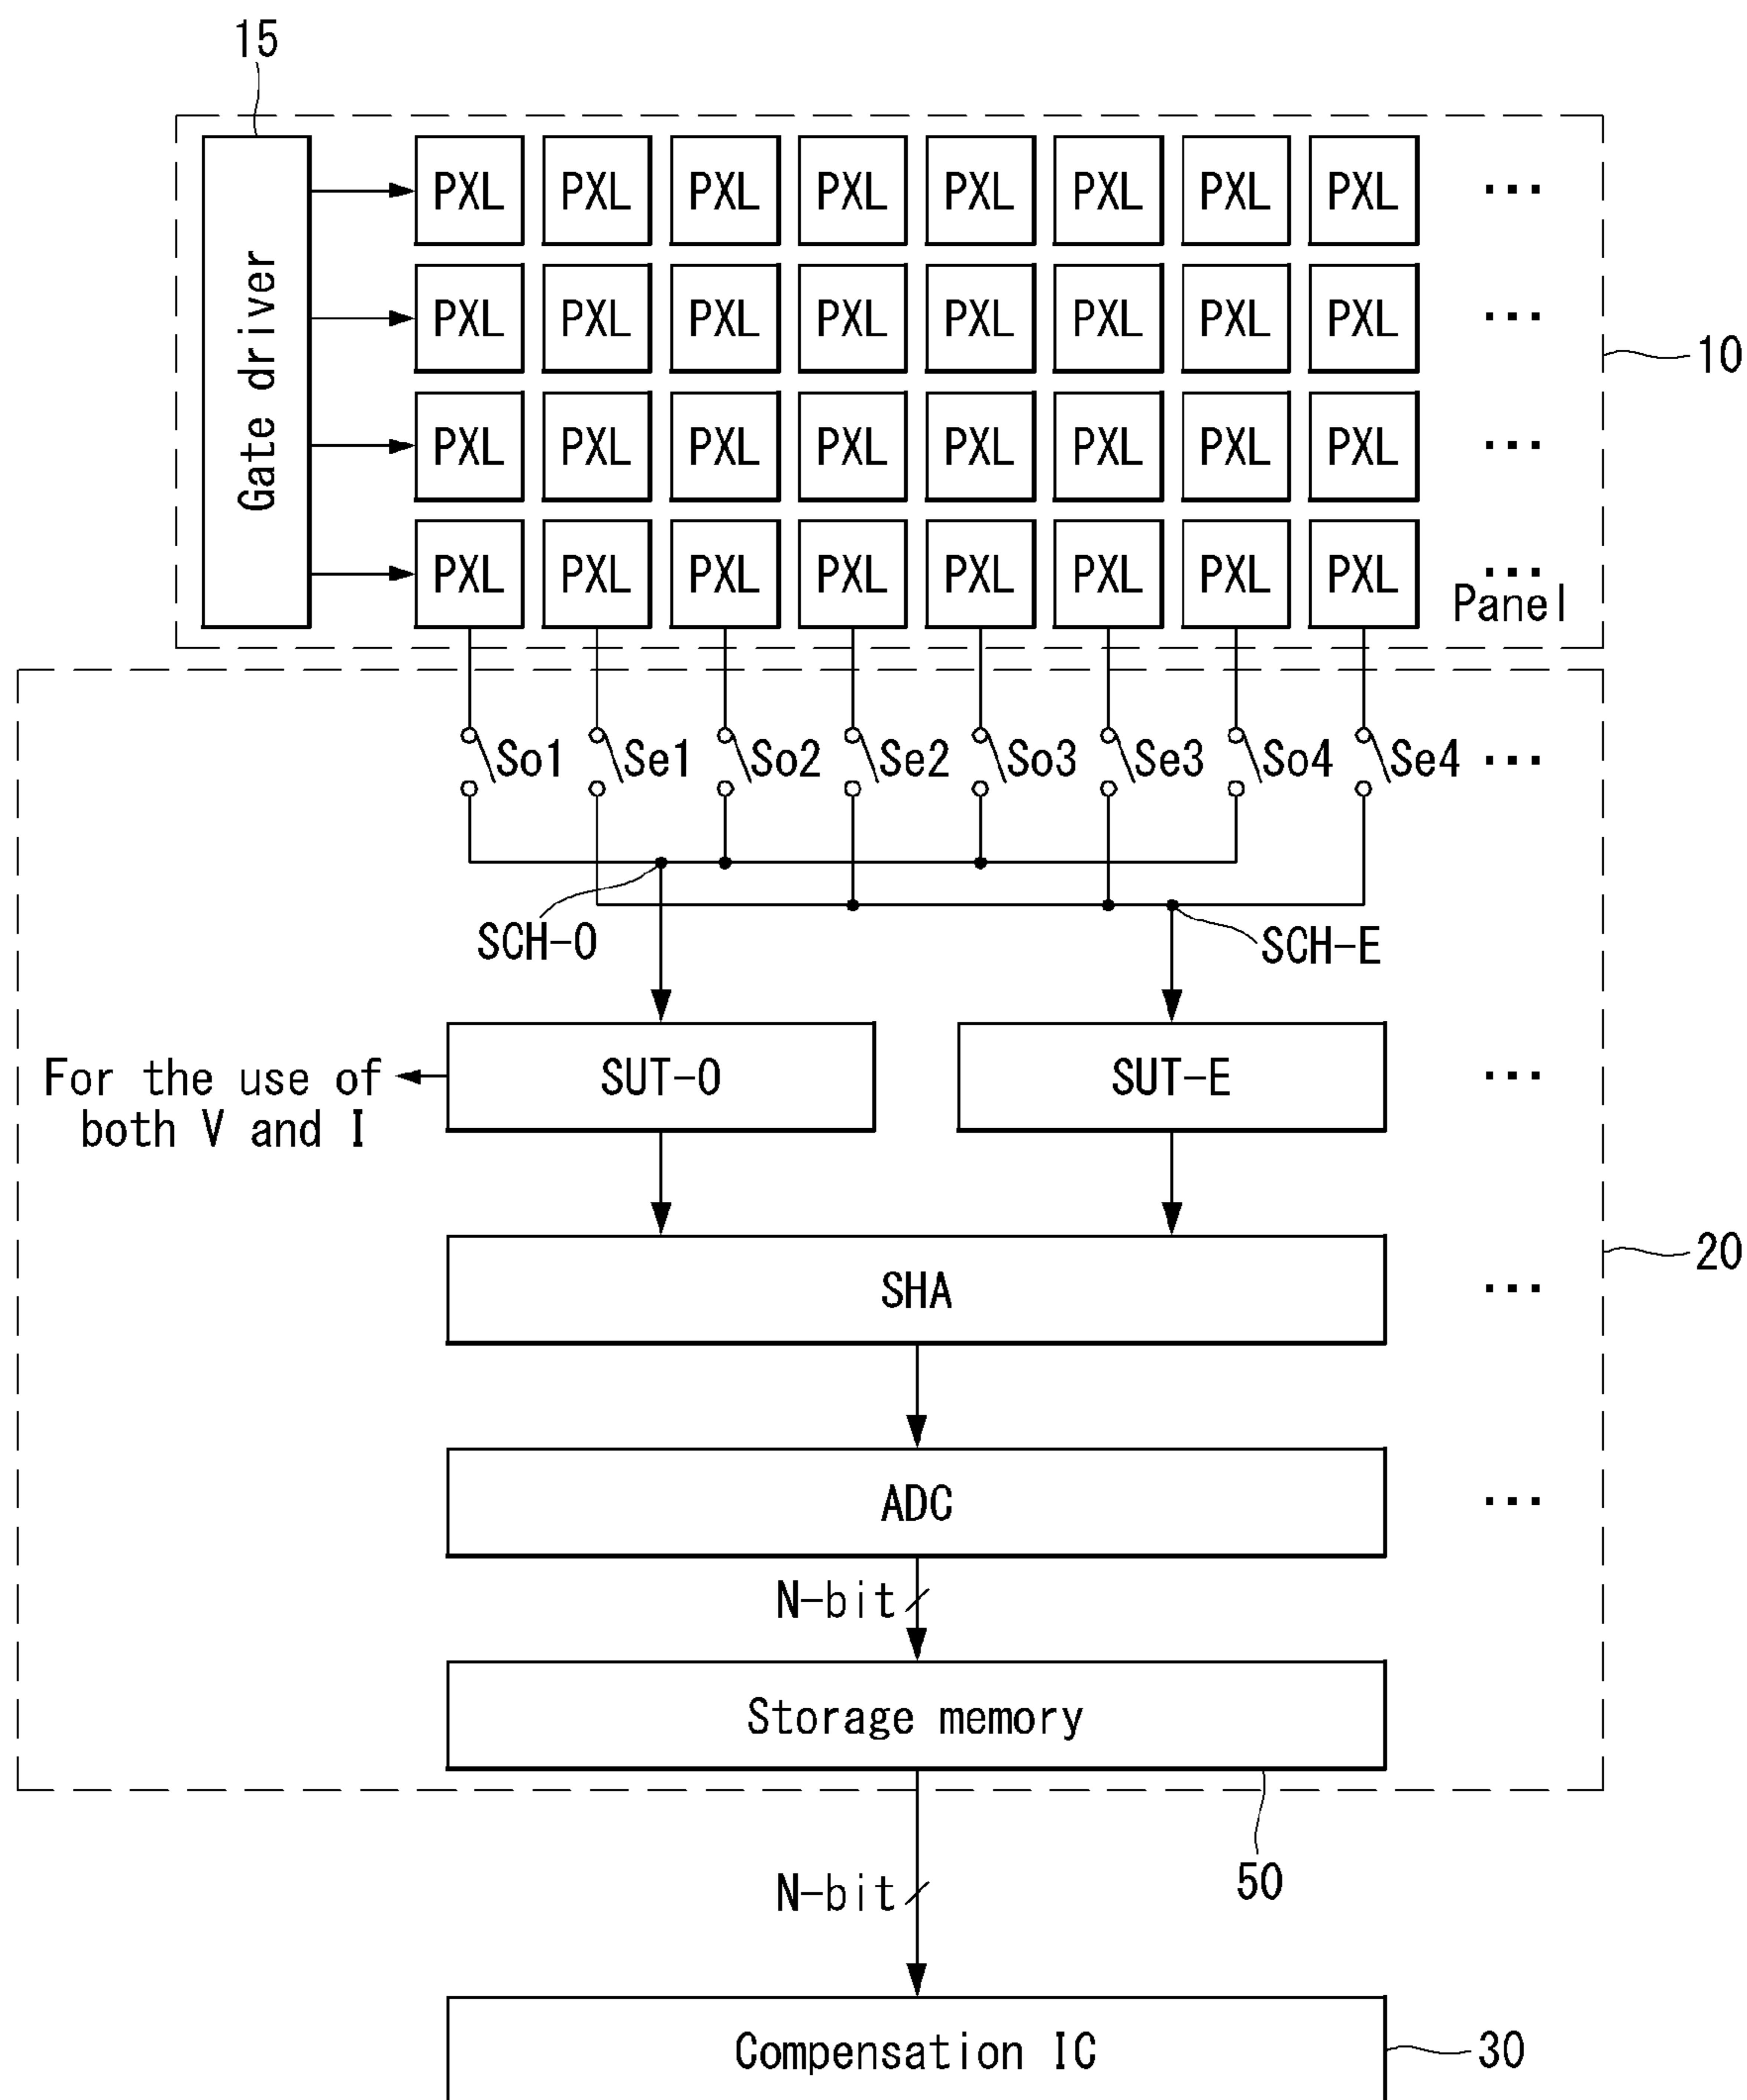 15
Gate driver
PXL PXL PXL PXL PXL PXL PXL PXL ...
PXL PXL PXL PXL PXL PXL PXL PXL ...
10
PXL PXL PXL PXL PXL PXL PXL PXL ...
PXL PXL PXL PXL PXL PXL PXL PXL ...
Panel
So1 Se1 So2 Se2 So3 Se3 So4 Se4 ...
SCH-O SCH-E
For the use of
both V and I
SUT-O SUT-E ...
SHA ...
20
ADC ...
N-bit
Storage memory
50
N-bit
Compensation IC
30